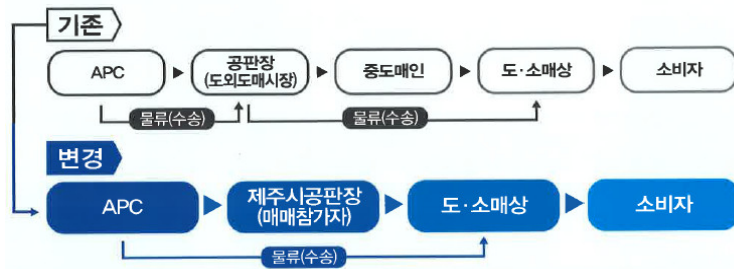 기존
APC
공판장
(도외도매시장)
중도매인
도·소매상
소비자
물류(수송)
물류(수송)
변경
APC
제주시공판장
(매매참가자)
도·소매상
소비자
물류(수송)